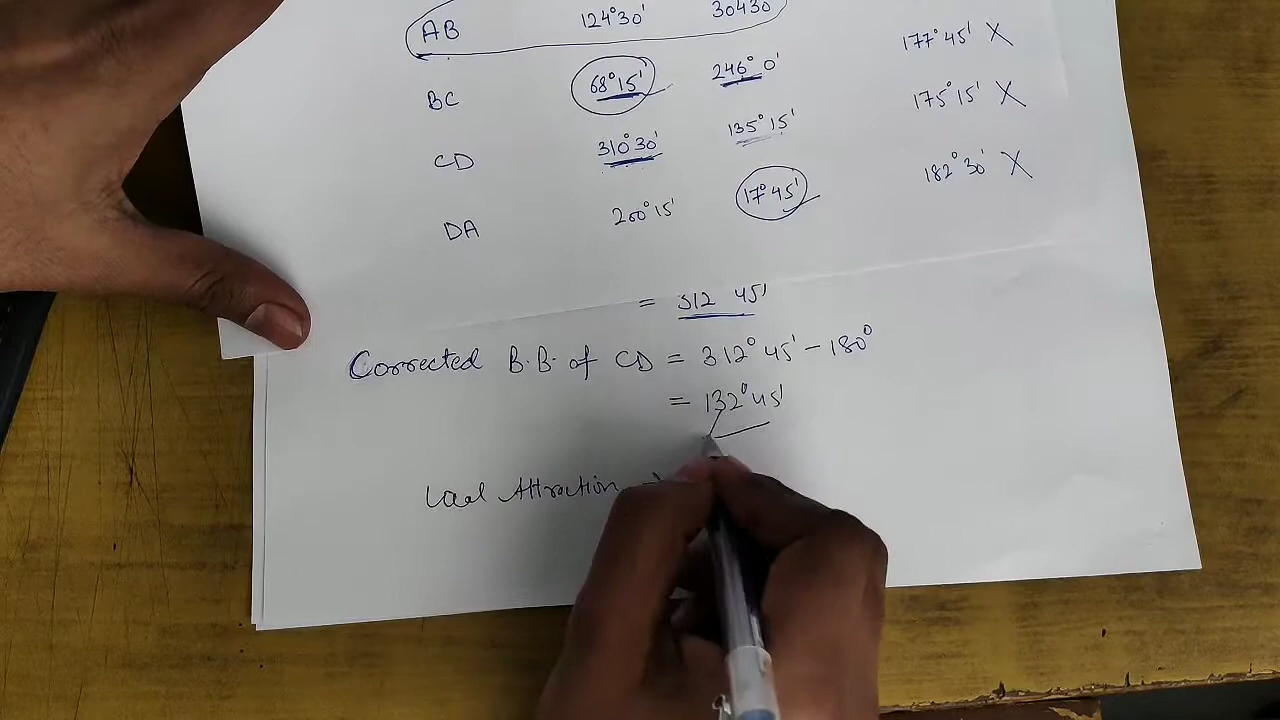 AB 124°30' 30430
BC 68°15' 246°0' 177°45' X
CD 310°30' 135°15' 175°15' X
DA 200°15' 17°45' 182°30' X
= 312 45'
Corrected B.B. of CD = 312°45' - 180°
= 132°45'
Local Attraction →